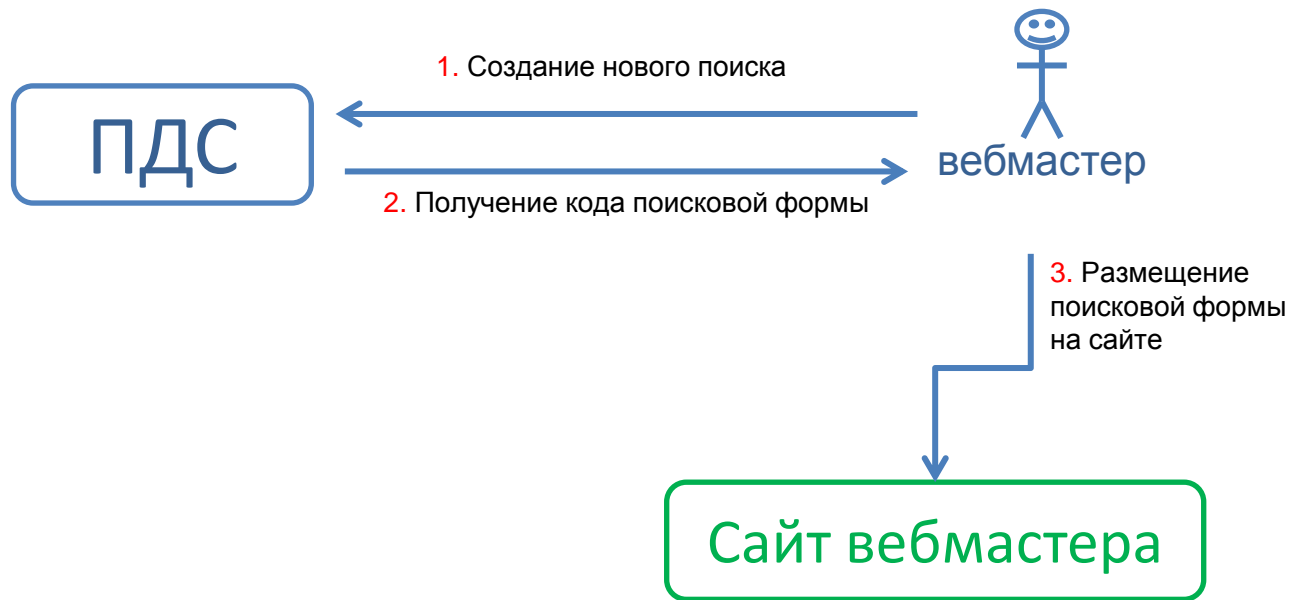 1. Создание нового поиска
ПДС
вебмастер
2. Получение кода поисковой формы
3. Размещение
поисковой формы
на сайте
Сайт вебмастера